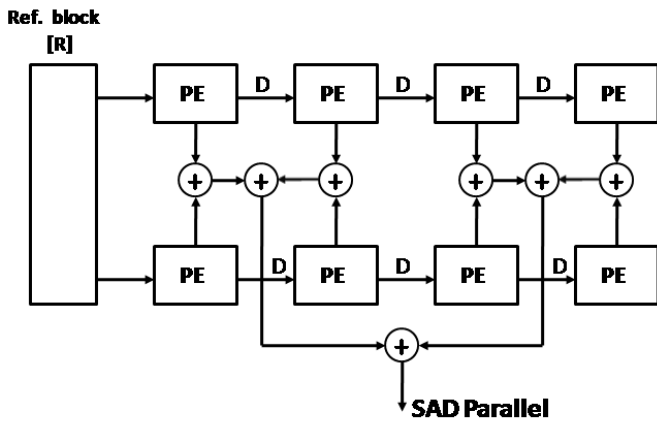 Ref. block
[R]
PE D PE D PE D PE
+ + + + + +
PE D PE D PE D PE
+
SAD Parallel